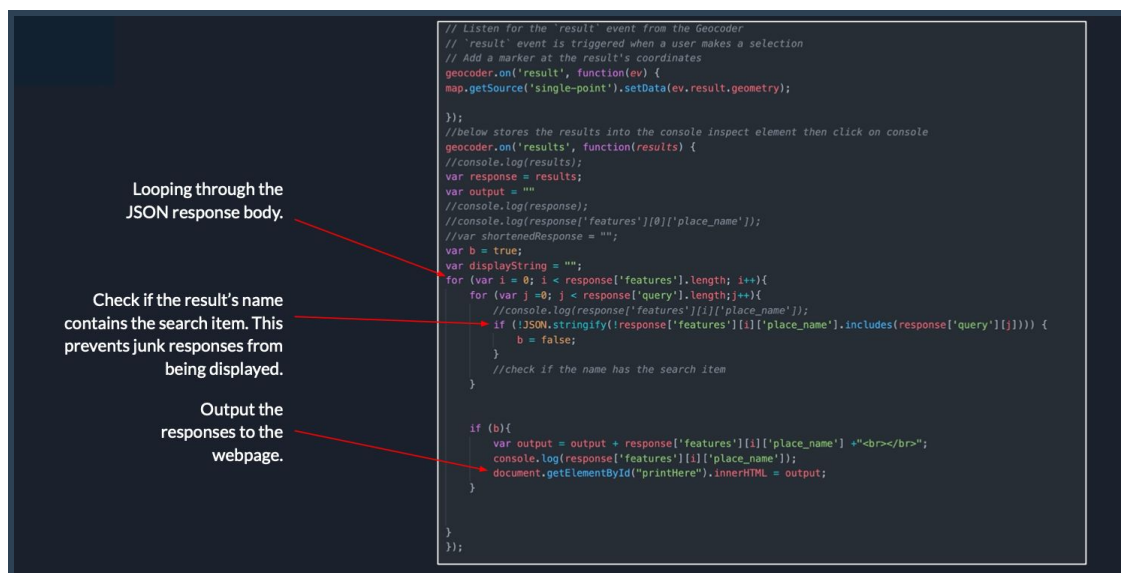 // Listen for the `result` event from the Geocoder
// `result` event is triggered when a user makes a selection
// Add a marker at the result's coordinates
geocoder.on('result', function(ev) {
map.getSource('single-point').setData(ev.result.geometry);
});
//below stores the results into the console inspect element then click on console
geocoder.on('results', function(results) {
//console.log(results);
var response = results;
var output = ""
//console.log(response);
//console.log(response['features'][0]['place_name']);
//var shortenedResponse = "";
var b = true;
var displayString = "";
for (var i = 0; i < response['features'].length; i++){
for (var j =0; j < response['query'].length;j++){
//console.log(response['features'][i]['place_name']);
if (!JSON.stringify(!response['features'][i]['place_name'].includes(response['query'][j]))) {
b = false;
}
//check if the name has the search item
}
if (b){
var output = output + response['features'][i]['place_name'] +"<br></br>";
console.log(response['features'][i]['place_name']);
document.getElementById("printHere").innerHTML = output;
}
}
});
Looping through the
JSON response body.
Check if the result’s name
contains the search item. This
prevents junk responses from
being displayed.
Output the
responses to the
webpage.